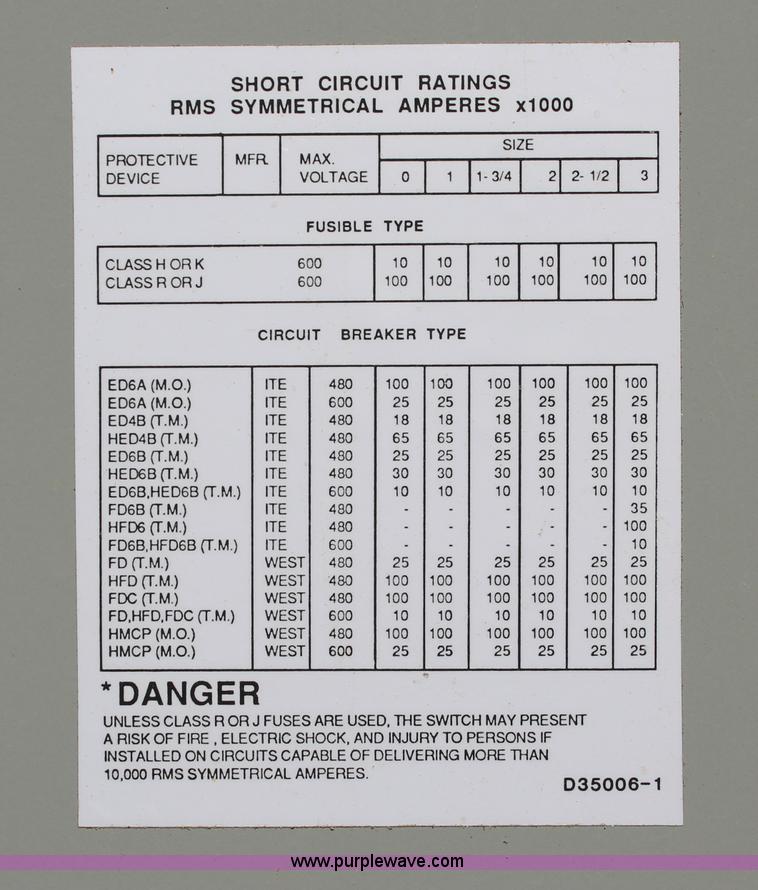 SHORT CIRCUIT RATINGS
RMS SYMMETRICAL AMPERES x1000
PROTECTIVE DEVICE MFR. MAX. VOLTAGE SIZE
0 1 1-3/4 2 2-1/2 3
FUSIBLE TYPE
CLASS H OR K 600 10 10 10 10 10 10
CLASS R OR J 600 100 100 100 100 100 100
CIRCUIT BREAKER TYPE
ED6A (M.O.) ITE 480 100 100 100 100 100 100
ED6A (M.O.) ITE 600 25 25 25 25 25 25
ED4B (T.M.) ITE 480 18 18 18 18 18 18
HED4B (T.M.) ITE 480 65 65 65 65 65 65
ED6B (T.M.) ITE 480 25 25 25 25 25 25
HED6B (T.M.) ITE 480 30 30 30 30 30 30
ED6B,HED6B (T.M.) ITE 600 10 10 10 10 10 10
FD6B (T.M.) ITE 480 - - - - - 35
HFD6 (T.M.) ITE 480 - - - - - 100
FD6B,HFD6B (T.M.) ITE 600 - - - - - 10
FD (T.M.) WEST 480 25 25 25 25 25 25
HFD (T.M.) WEST 480 100 100 100 100 100 100
FDC (T.M.) WEST 480 100 100 100 100 100 100
FD,HFD,FDC (T.M.) WEST 600 10 10 10 10 10 10
HMCP (M.O.) WEST 480 100 100 100 100 100 100
HMCP (M.O.) WEST 600 25 25 25 25 25 25
*DANGER
UNLESS CLASS R OR J FUSES ARE USED, THE SWITCH MAY PRESENT
A RISK OF FIRE , ELECTRIC SHOCK, AND INJURY TO PERSONS IF
INSTALLED ON CIRCUITS CAPABLE OF DELIVERING MORE THAN
10,000 RMS SYMMETRICAL AMPERES.
D35006-1
www.purplewave.com